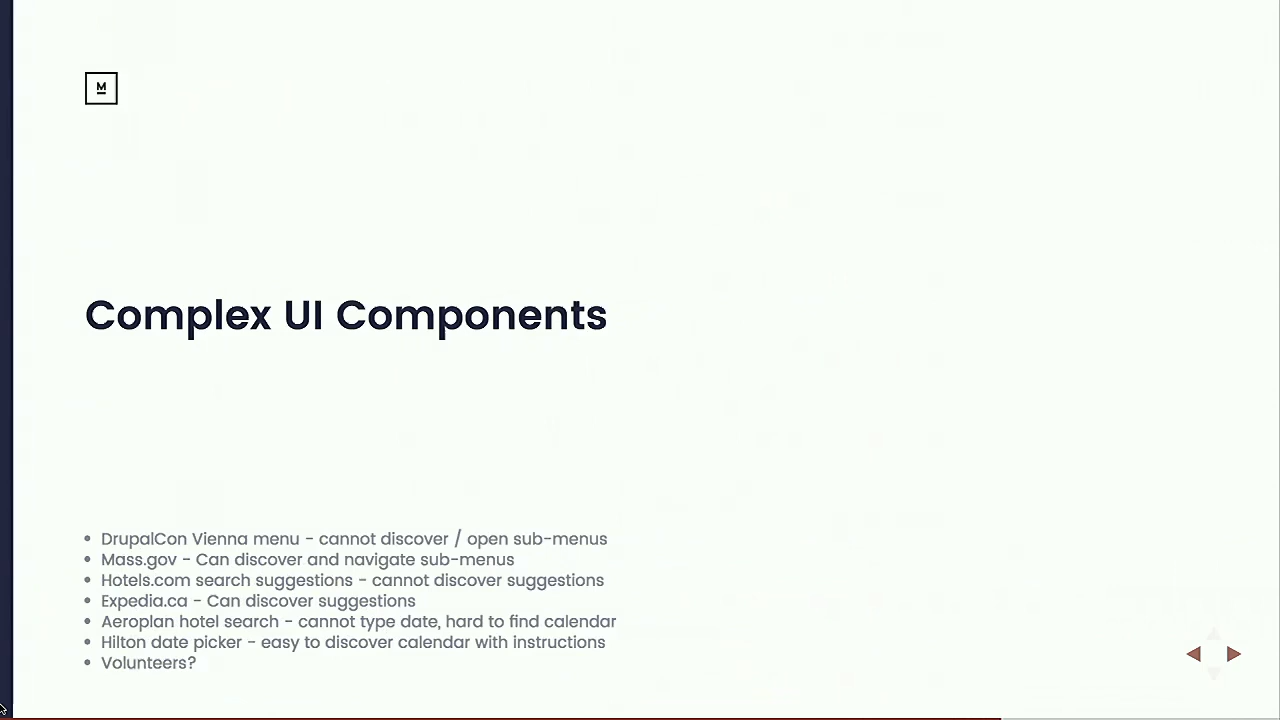 M
Complex UI Components
• DrupalCon Vienna menu - cannot discover / open sub-menus
• Mass.gov - Can discover and navigate sub-menus
• Hotels.com search suggestions - cannot discover suggestions
• Expedia.ca - Can discover suggestions
• Aeroplan hotel search - cannot type date, hard to find calendar
• Hilton date picker - easy to discover calendar with instructions
• Volunteers?